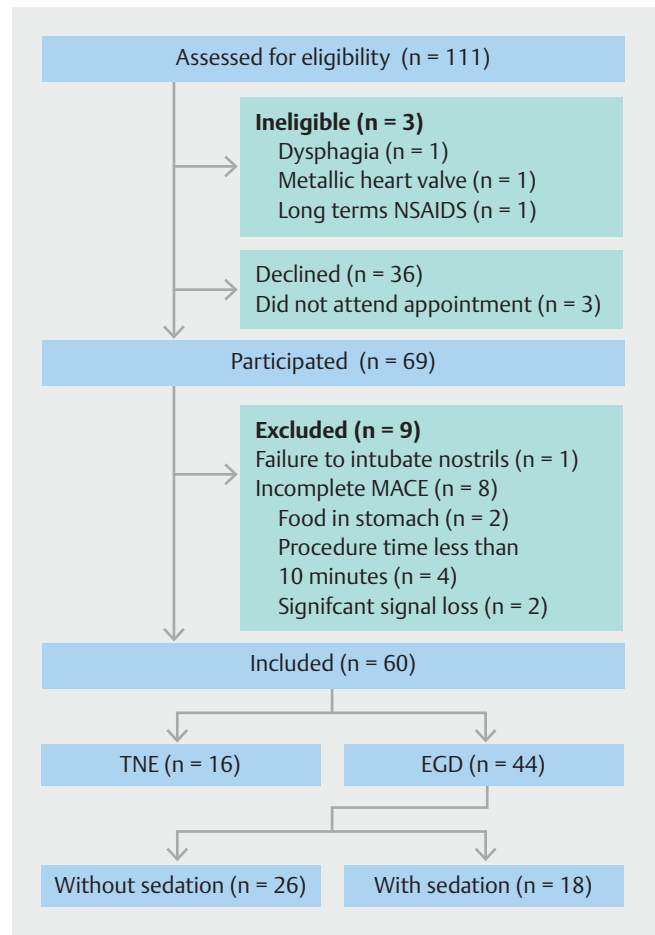 Assessed for eligibility (n = 111)
Ineligible (n = 3)
Dysphagia (n = 1)
Metallic heart valve (n = 1)
Long terms NSAIDS (n = 1)
Declined (n = 36)
Did not attend appointment (n = 3)
Participated (n = 69)
Excluded (n = 9)
Failure to intubate nostrils (n = 1)
Incomplete MACE (n = 8)
Food in stomach (n = 2)
Procedure time less than
10 minutes (n = 4)
Signifcant signal loss (n = 2)
Included (n = 60)
TNE (n = 16)
EGD (n = 44)
Without sedation (n = 26)
With sedation (n = 18)